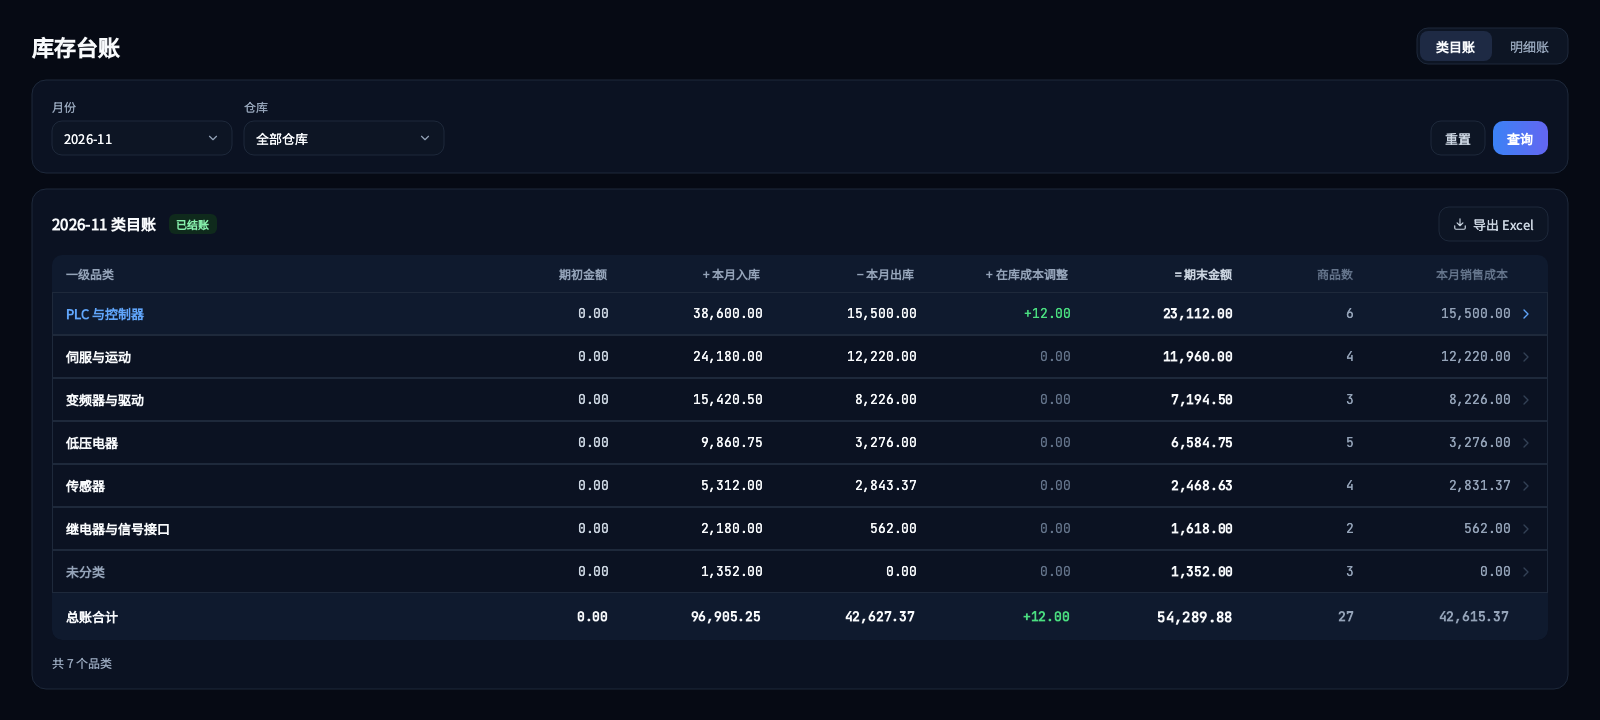 库存台账
类目账 明细账
月份 仓库
2026-11 全部仓库 重置 查询
2026-11 类目账 已结账 导出 Excel
一级品类 期初金额 + 本月入库 − 本月出库 + 在库成本调整 = 期末金额 商品数 本月销售成本
PLC 与控制器 0.00 38,600.00 15,500.00 +12.00 23,112.00 6 15,500.00
伺服与运动 0.00 24,180.00 12,220.00 0.00 11,960.00 4 12,220.00
变频器与驱动 0.00 15,420.50 8,226.00 0.00 7,194.50 3 8,226.00
低压电器 0.00 9,860.75 3,276.00 0.00 6,584.75 5 3,276.00
传感器 0.00 5,312.00 2,843.37 0.00 2,468.63 4 2,831.37
继电器与信号接口 0.00 2,180.00 562.00 0.00 1,618.00 2 562.00
未分类 0.00 1,352.00 0.00 0.00 1,352.00 3 0.00
总账合计 0.00 96,905.25 42,627.37 +12.00 54,289.88 27 42,615.37
共 7 个品类